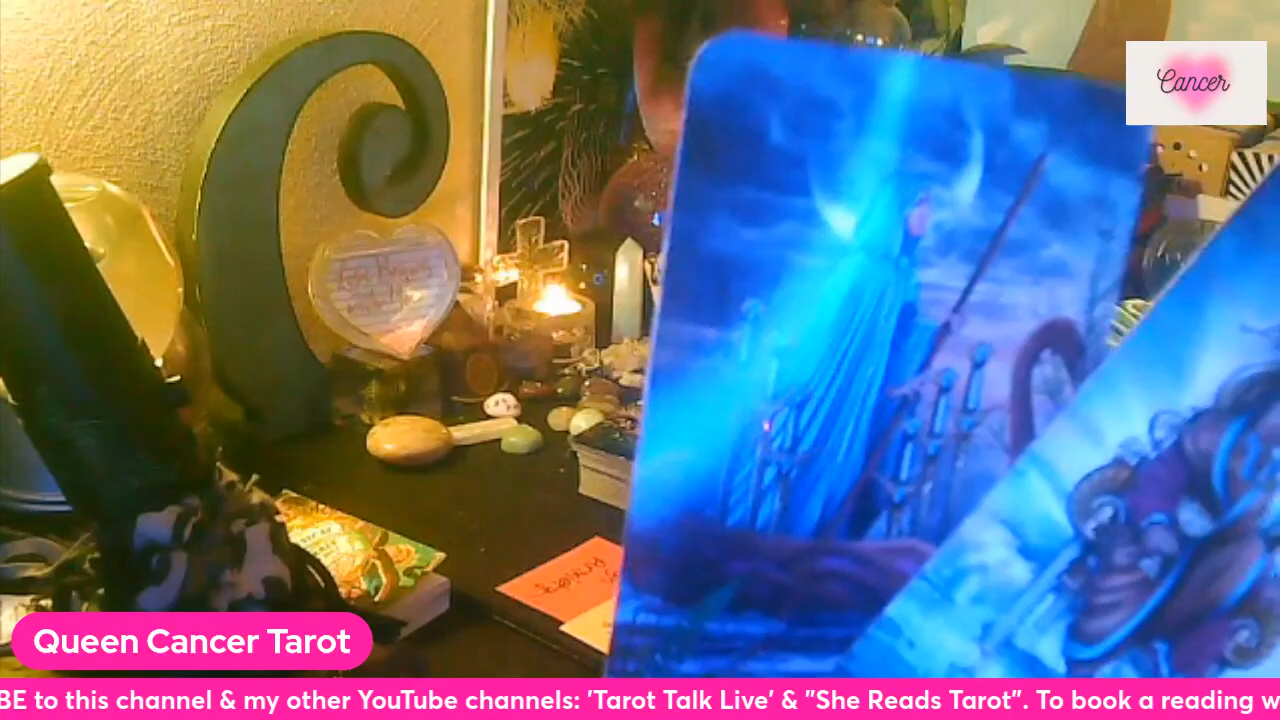 Cancer
Queen Cancer Tarot
BE to this channel & my other YouTube channels: 'Tarot Talk Live' & "She Reads Tarot". To book a reading w